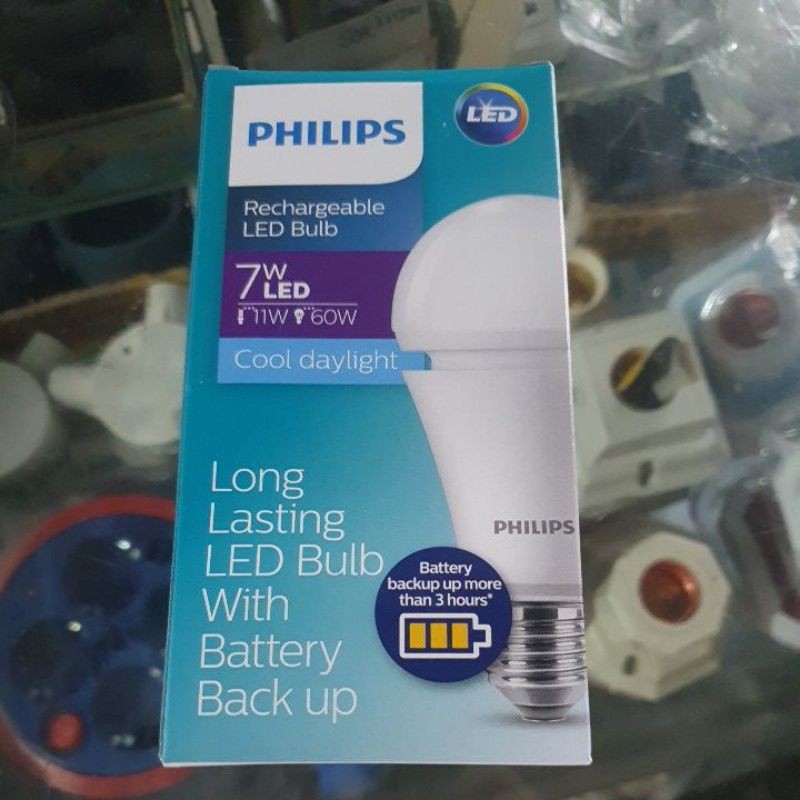 PHILIPS
LED
Rechargeable
LED Bulb
7W
LED
11W 60W
Cool daylight
Long
Lasting
LED Bulb
With
Battery
Back up
PHILIPS
Battery
backup up more
than 3 hours*